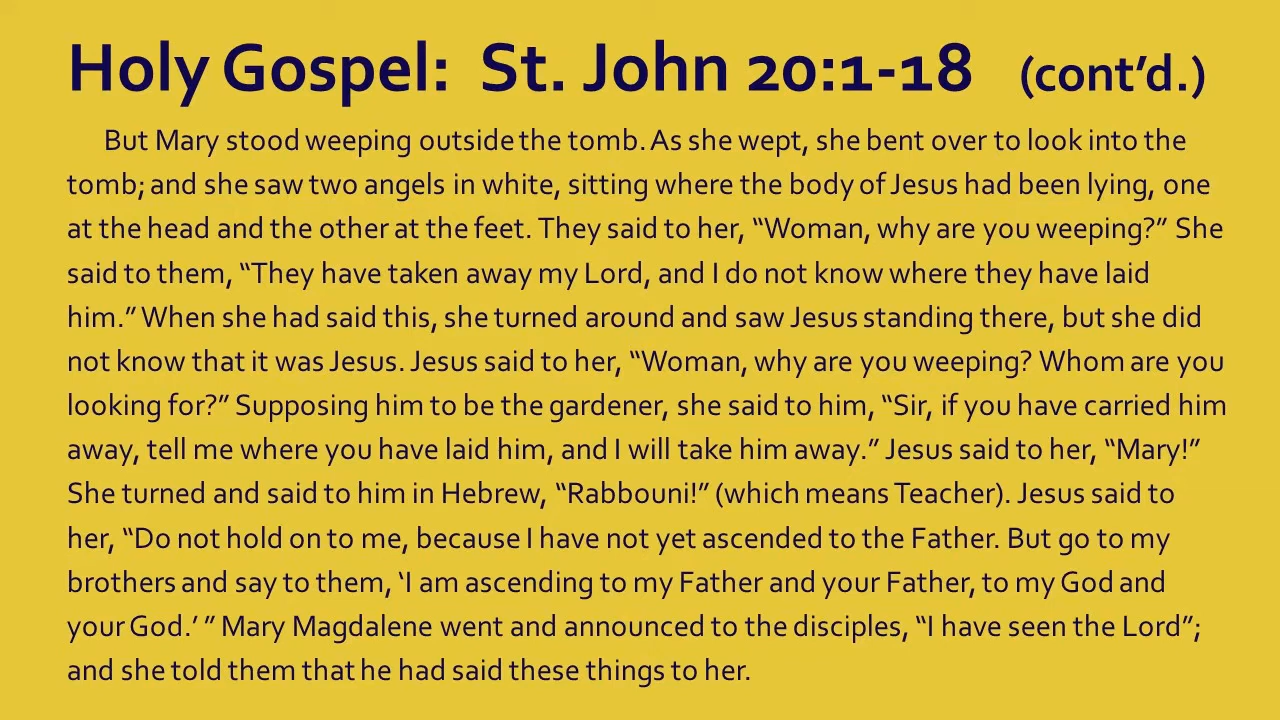 Holy Gospel: St. John 20:1-18 (cont’d.)
But Mary stood weeping outside the tomb. As she wept, she bent over to look into the
tomb; and she saw two angels in white, sitting where the body of Jesus had been lying, one
at the head and the other at the feet. They said to her, “Woman, why are you weeping?” She
said to them, “They have taken away my Lord, and I do not know where they have laid
him.” When she had said this, she turned around and saw Jesus standing there, but she did
not know that it was Jesus. Jesus said to her, “Woman, why are you weeping? Whom are you
looking for?” Supposing him to be the gardener, she said to him, “Sir, if you have carried him
away, tell me where you have laid him, and I will take him away.” Jesus said to her, “Mary!”
She turned and said to him in Hebrew, “Rabbouni!” (which means Teacher). Jesus said to
her, “Do not hold on to me, because I have not yet ascended to the Father. But go to my
brothers and say to them, ‘I am ascending to my Father and your Father, to my God and
your God.’ ” Mary Magdalene went and announced to the disciples, “I have seen the Lord”;
and she told them that he had said these things to her.